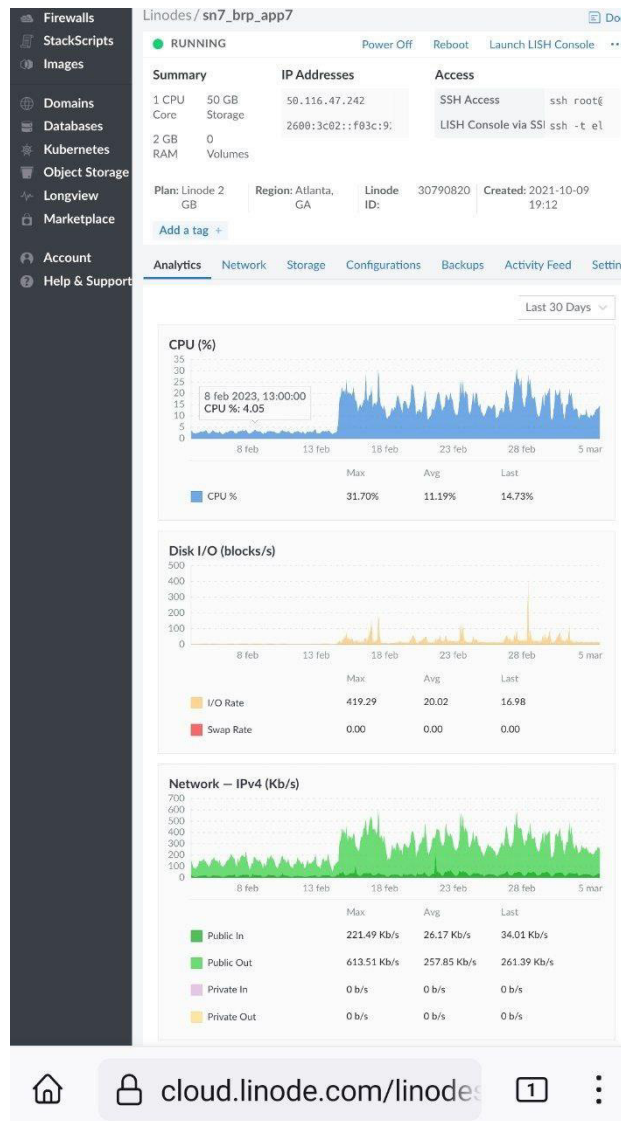 Firewalls
StackScripts
Images
Domains
Databases
Kubernetes
Object Storage
Longview
Marketplace
Account
Help & Support
Linodes / sn7_brp_app7
Do
RUNNING
Power Off Reboot Launch LISH Console
Summary
1 CPU Core
50 GB Storage
2 GB RAM
0 Volumes
IP Addresses
50.116.47.242
2600:3c02::f03c:92
Access
SSH Access ssh root@
LISH Console via SSH ssh -t el
Plan: Linode 2 GB
Region: Atlanta, GA
Linode ID: 30790820
Created: 2021-10-09 19:12
Add a tag +
Analytics Network Storage Configurations Backups Activity Feed Settin
Last 30 Days
CPU (%)
35
30
25
20
15
10
5
0
8 feb 2023, 13:00:00
CPU %: 4.05
8 feb 13 feb 18 feb 23 feb 28 feb 5 mar
Max Avg Last
CPU % 31.70% 11.19% 14.73%
Disk I/O (blocks/s)
500
400
300
200
100
0
8 feb 13 feb 18 feb 23 feb 28 feb 5 mar
Max Avg Last
I/O Rate 419.29 20.02 16.98
Swap Rate 0.00 0.00 0.00
Network — IPv4 (Kb/s)
700
600
500
400
300
200
100
0
8 feb 13 feb 18 feb 23 feb 28 feb 5 mar
Max Avg Last
Public In 221.49 Kb/s 26.17 Kb/s 34.01 Kb/s
Public Out 613.51 Kb/s 257.85 Kb/s 261.39 Kb/s
Private In 0 b/s 0 b/s 0 b/s
Private Out 0 b/s 0 b/s 0 b/s
cloud.linode.com/linodes
1